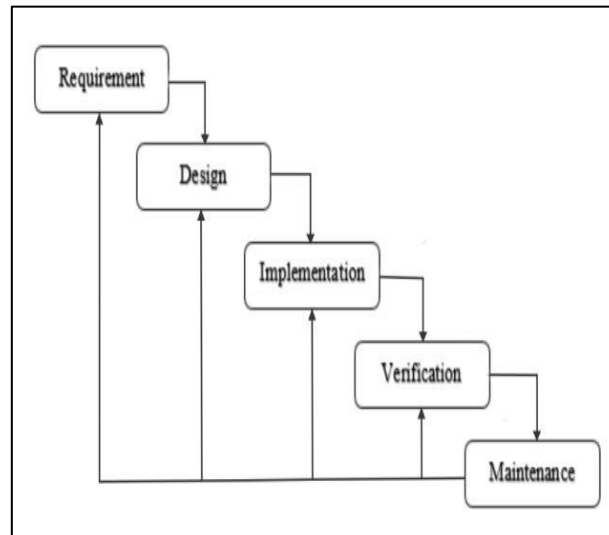 Requirement
Design
Implementation
Verification
Maintenance